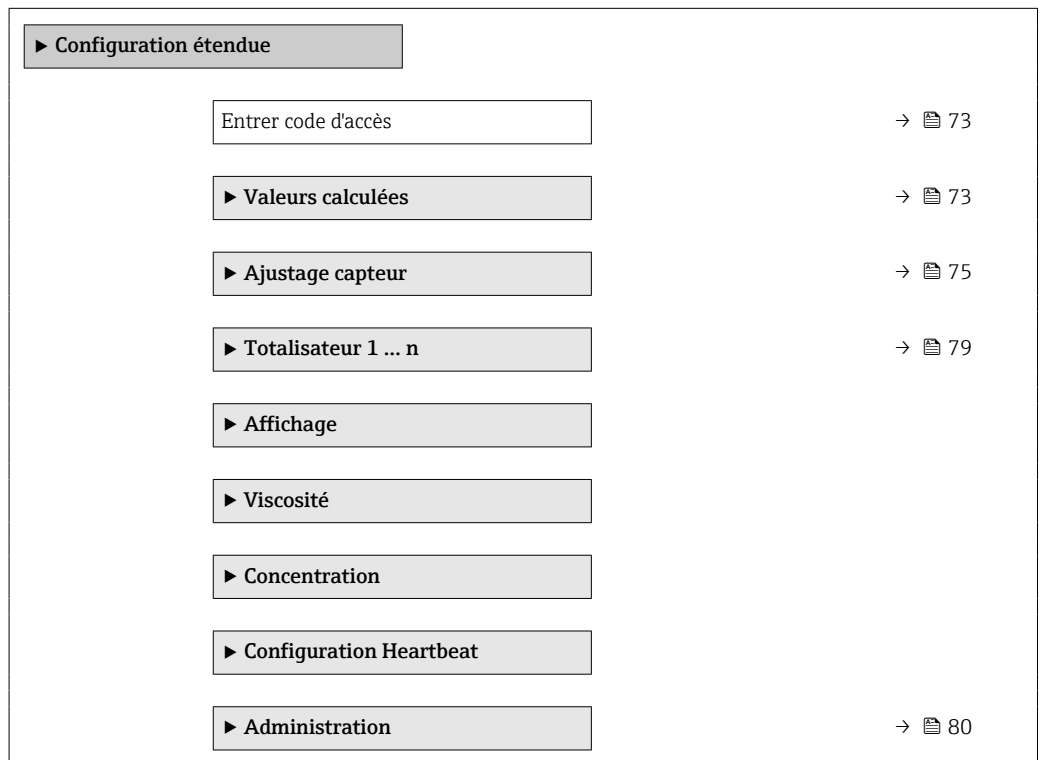 ▶ Configuration étendue
Entrer code d'accès → 73
▶ Valeurs calculées → 73
▶ Ajustage capteur → 75
▶ Totalisateur 1 … n → 79
▶ Affichage
▶ Viscosité
▶ Concentration
▶ Configuration Heartbeat
▶ Administration → 80